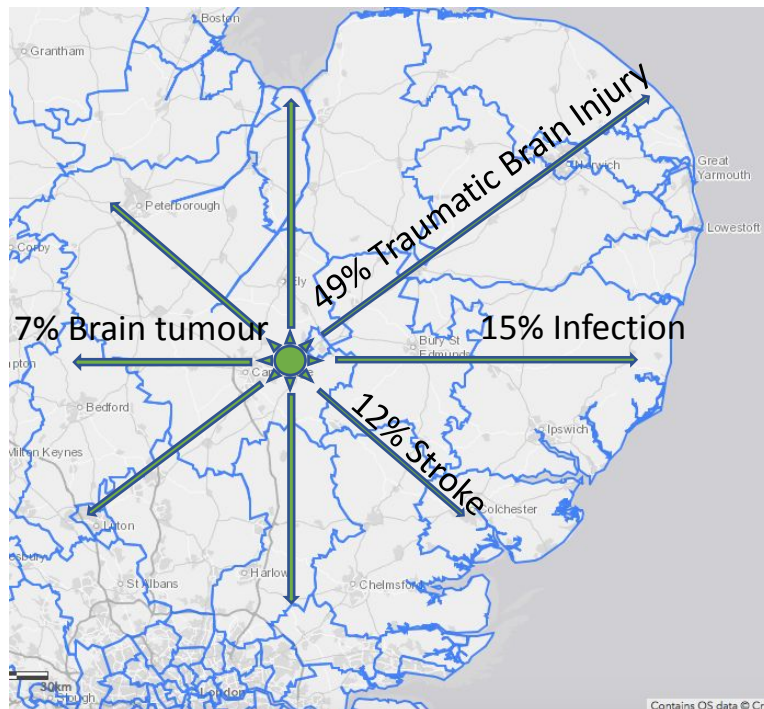 Boston
Grantham
49% Traumatic Brain Injury
Norwich
Great
Yarmouth
Peterborough
Lowestoft
Corby
Ely
7% Brain tumour
15% Infection
Bury St
Edmunds
Bedford
12% Stroke
Ipswich
Milton Keynes
Colchester
Luton
St Albans
Harlow
Chelmsford
30km
Slough
London
Contains OS data © Cr